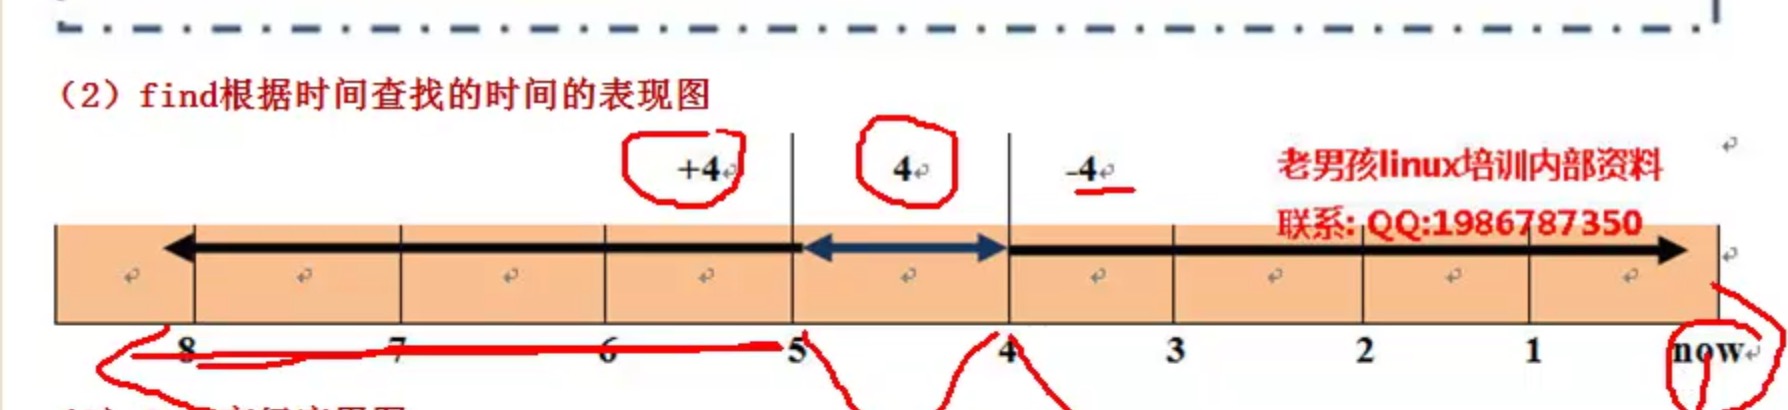 （2）find根据时间查找的时间的表现图
+4 4 -4
老男孩linux培训内部资料
联系: QQ:1986787350
8 7 6 5 4 3 2 1 now